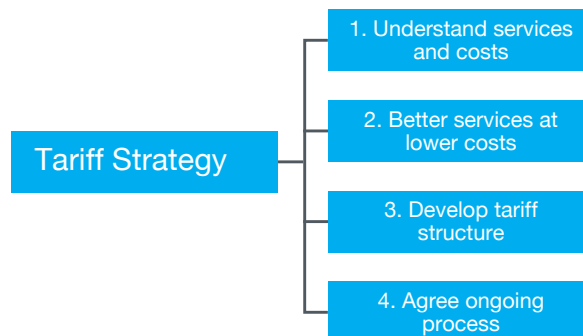 Tariff Strategy
1. Understand services
and costs
2. Better services at
lower costs
3. Develop tariff
structure
4. Agree ongoing
process